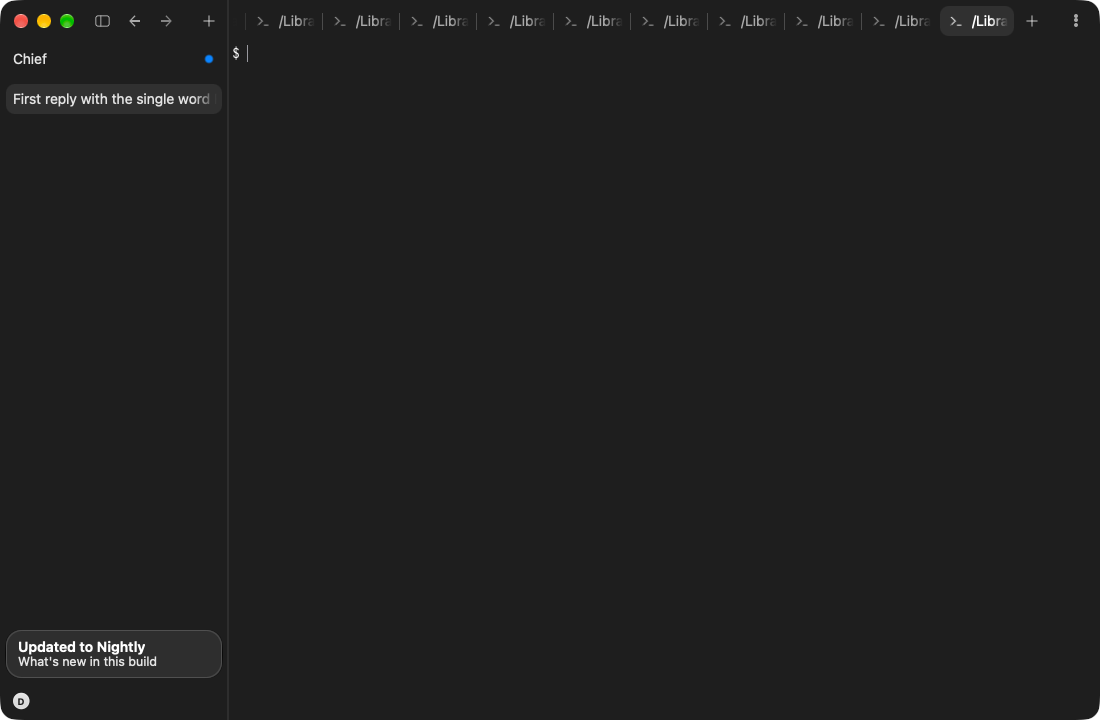 /Libra /Libra /Libra /Libra /Libra /Libra /Libra /Libra /Libra /Libra
$
Chief
First reply with the single word
Updated to Nightly
What's new in this build
D